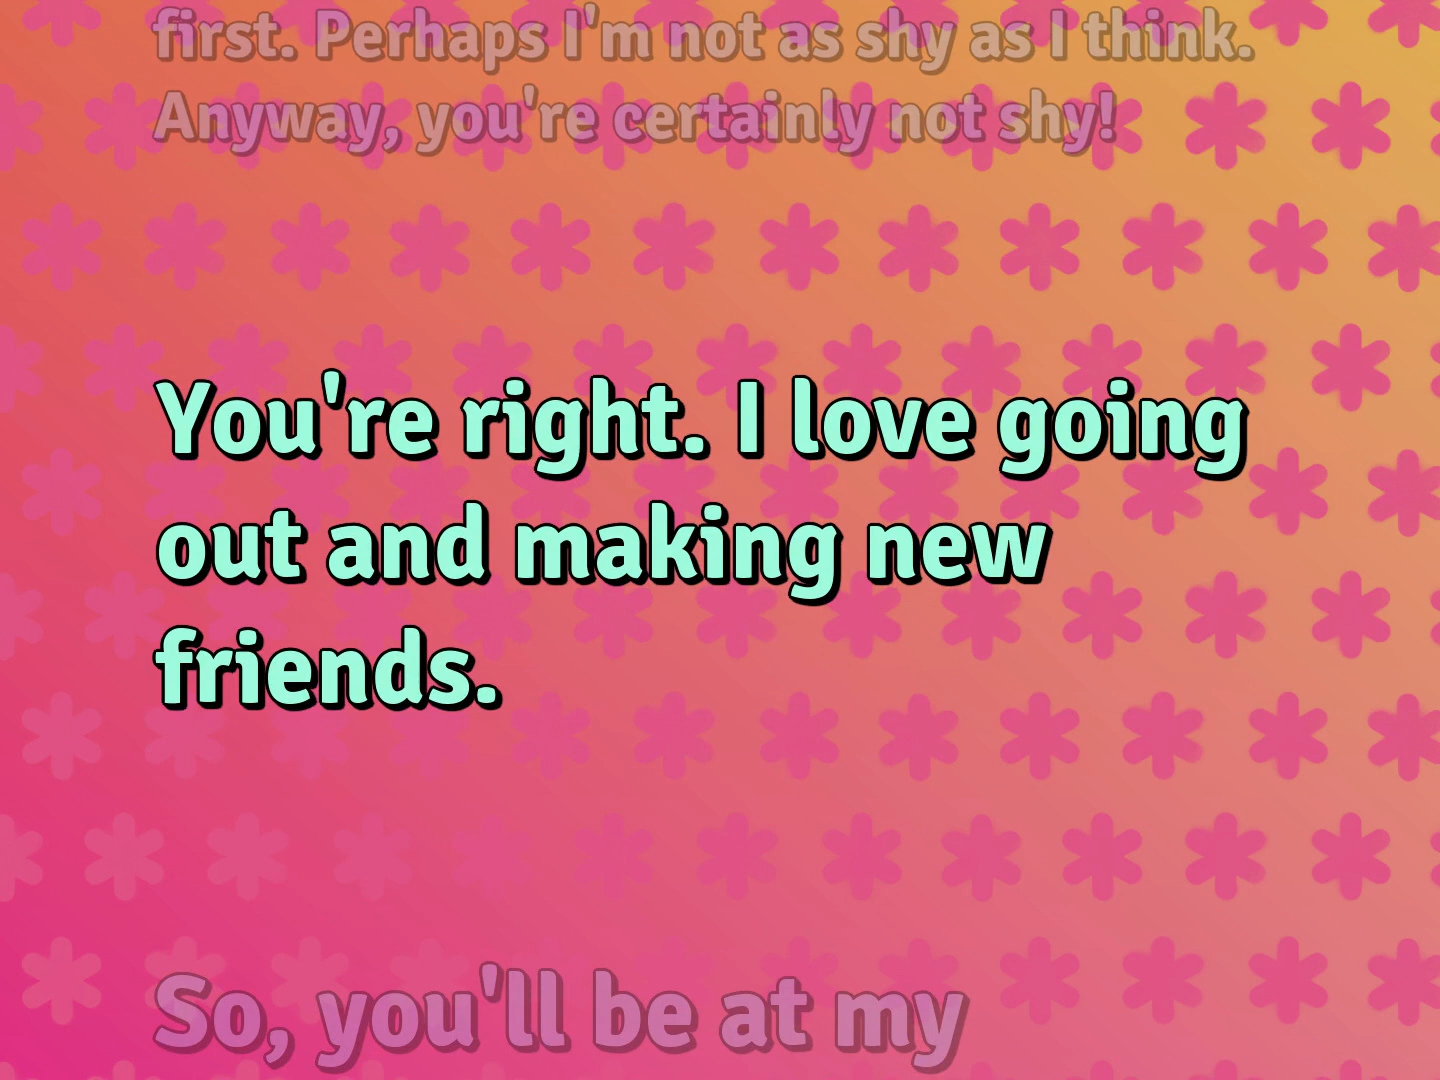 first. Perhaps I'm not as shy as I think.
Anyway, you're certainly not shy!
You're right. I love going
out and making new
friends.
So, you'll be at my